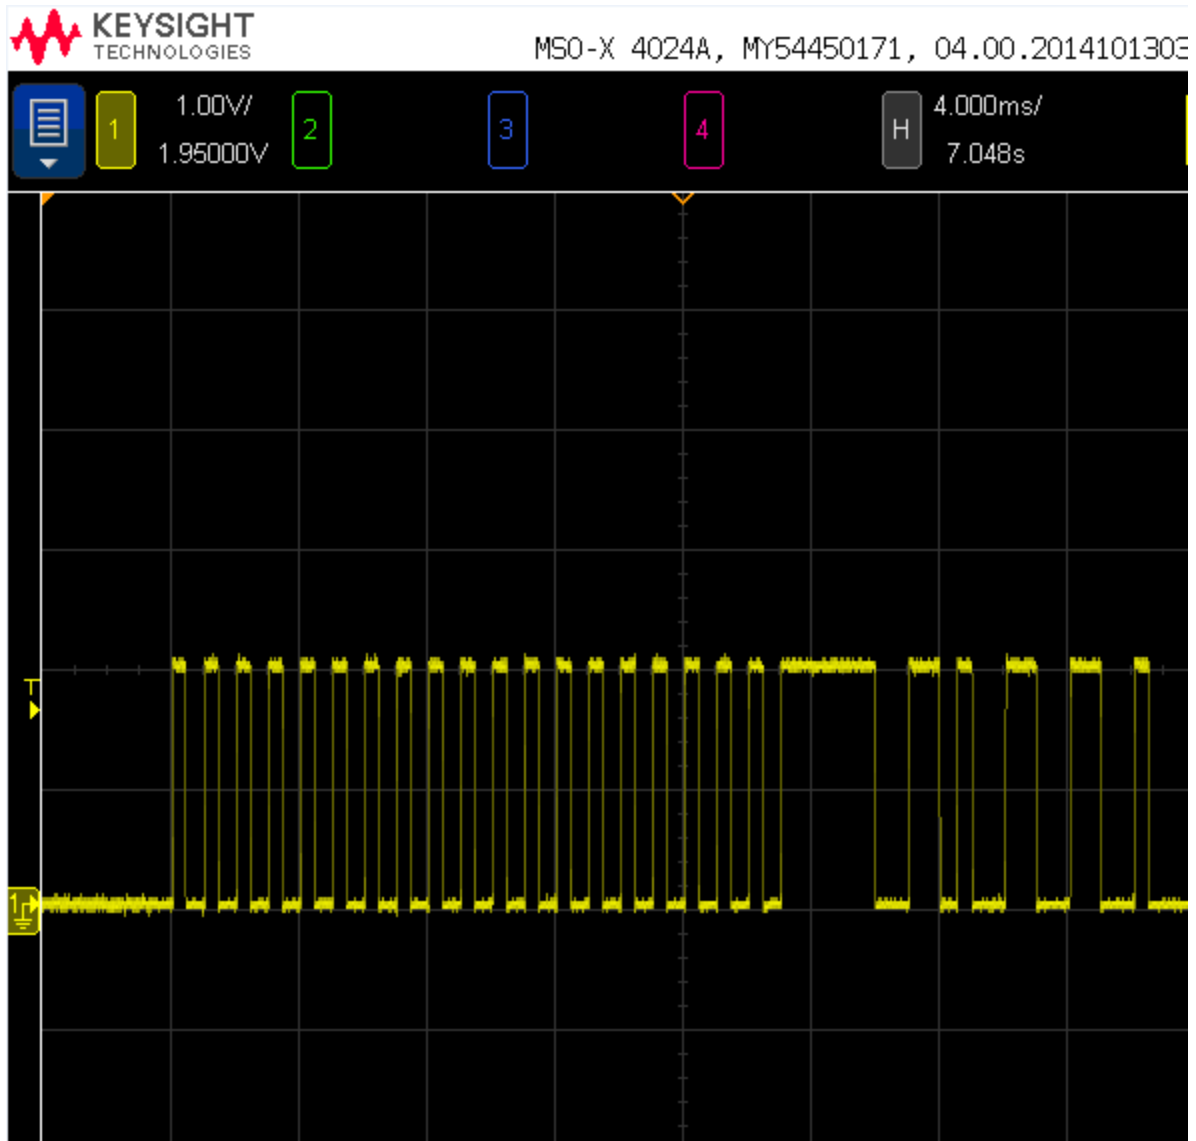 KEYSIGHT
TECHNOLOGIES
MSO-X 4024A, MY54450171, 04.00.2014101303
1
1.00V/
1.95000V
2
3
4
H
4.000ms/
7.048s
T
1